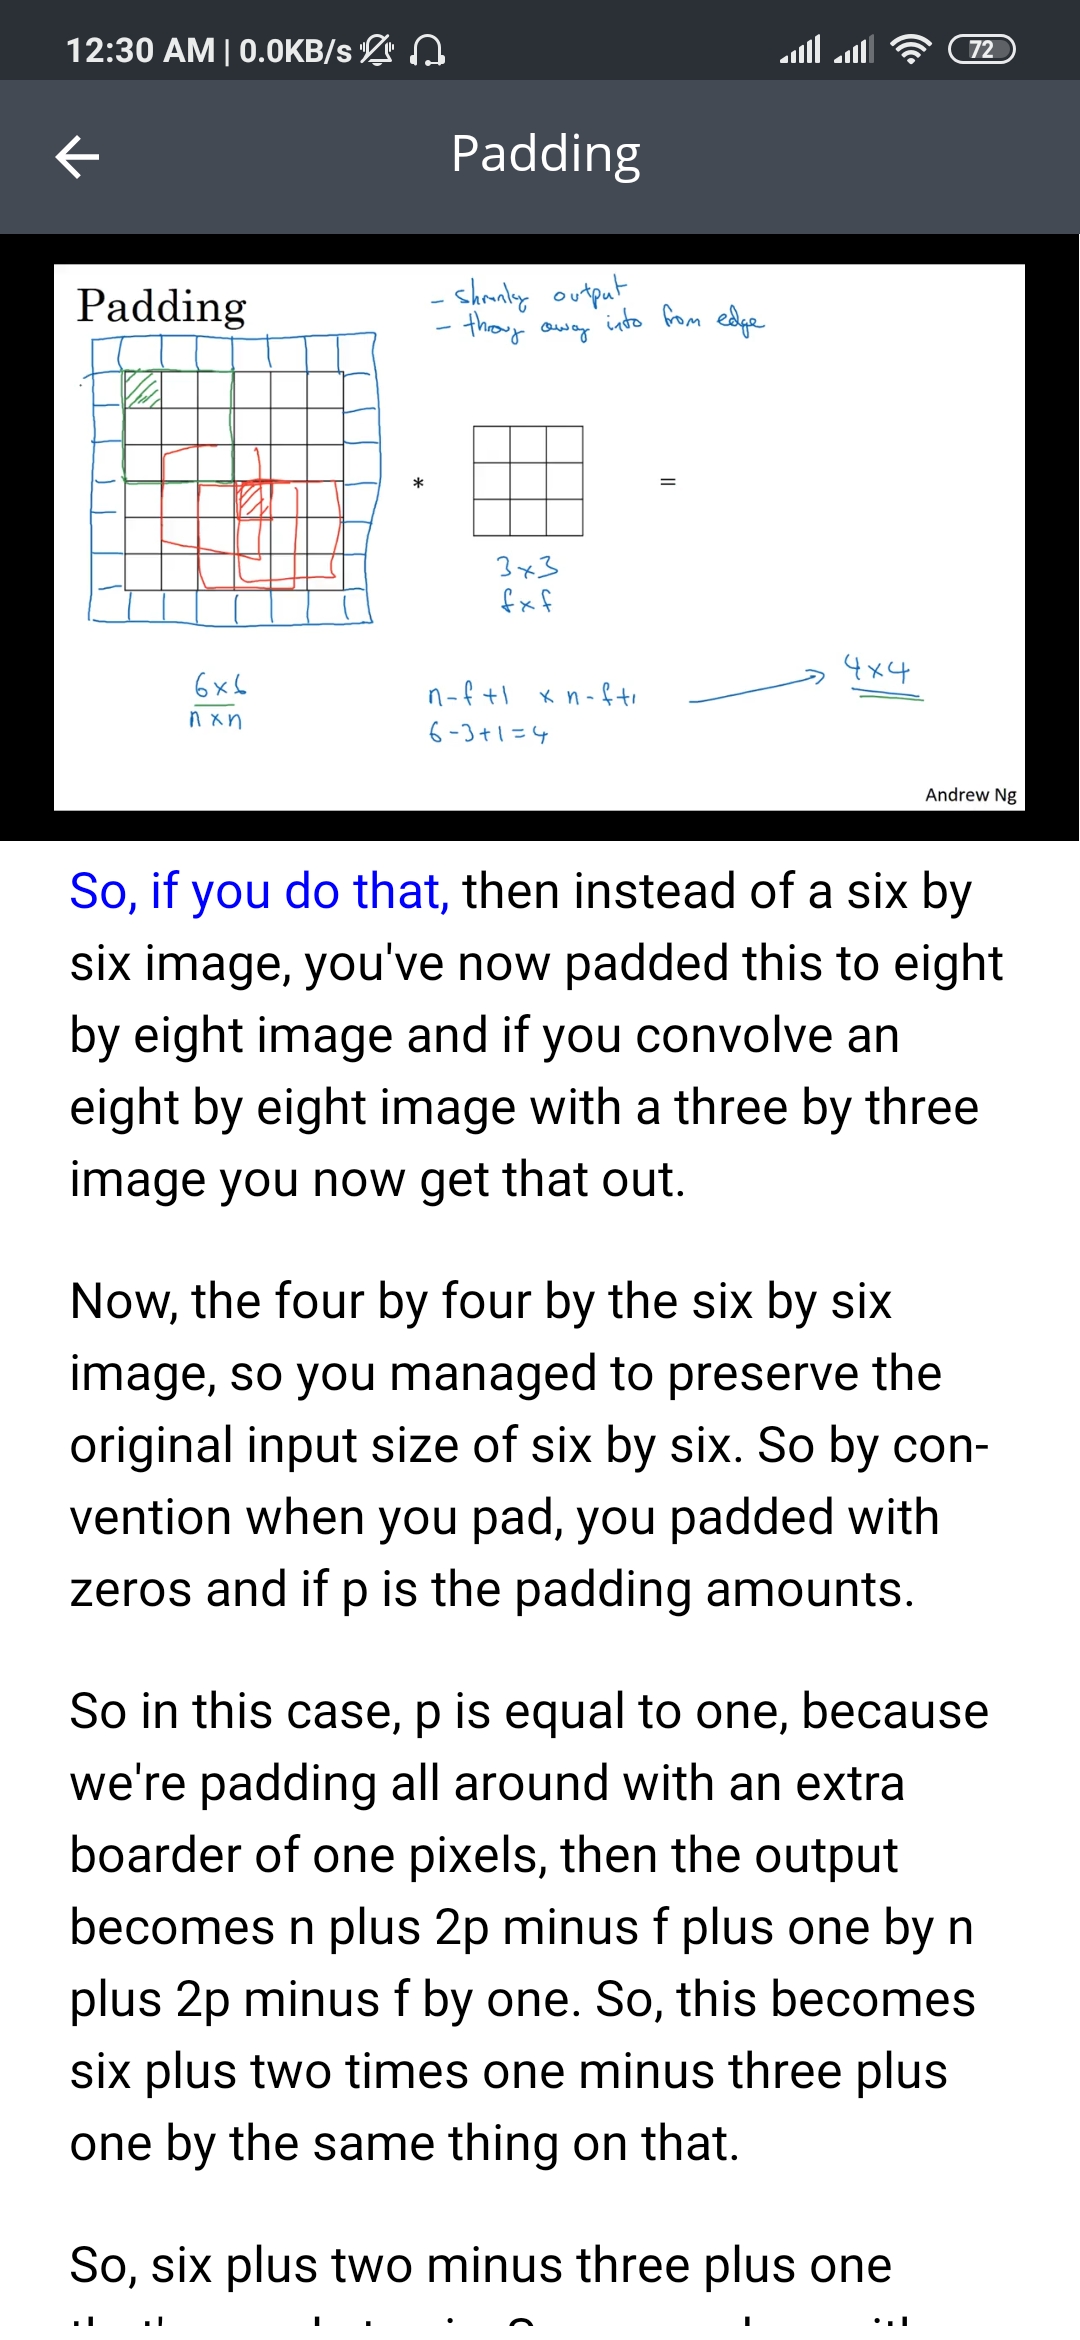 12:30 AM | 0.0KB/s
72
Padding
Padding
- shrinky output
- throw away info from edge
*
=
3x3
fxf
6x6
nxn
n-f+1 x n-f+1
6-3+1=4
4x4
Andrew Ng
So, if you do that, then instead of a six by
six image, you've now padded this to eight
by eight image and if you convolve an
eight by eight image with a three by three
image you now get that out.
Now, the four by four by the six by six
image, so you managed to preserve the
original input size of six by six. So by con-
vention when you pad, you padded with
zeros and if p is the padding amounts.
So in this case, p is equal to one, because
we're padding all around with an extra
boarder of one pixels, then the output
becomes n plus 2p minus f plus one by n
plus 2p minus f by one. So, this becomes
six plus two times one minus three plus
one by the same thing on that.
So, six plus two minus three plus one